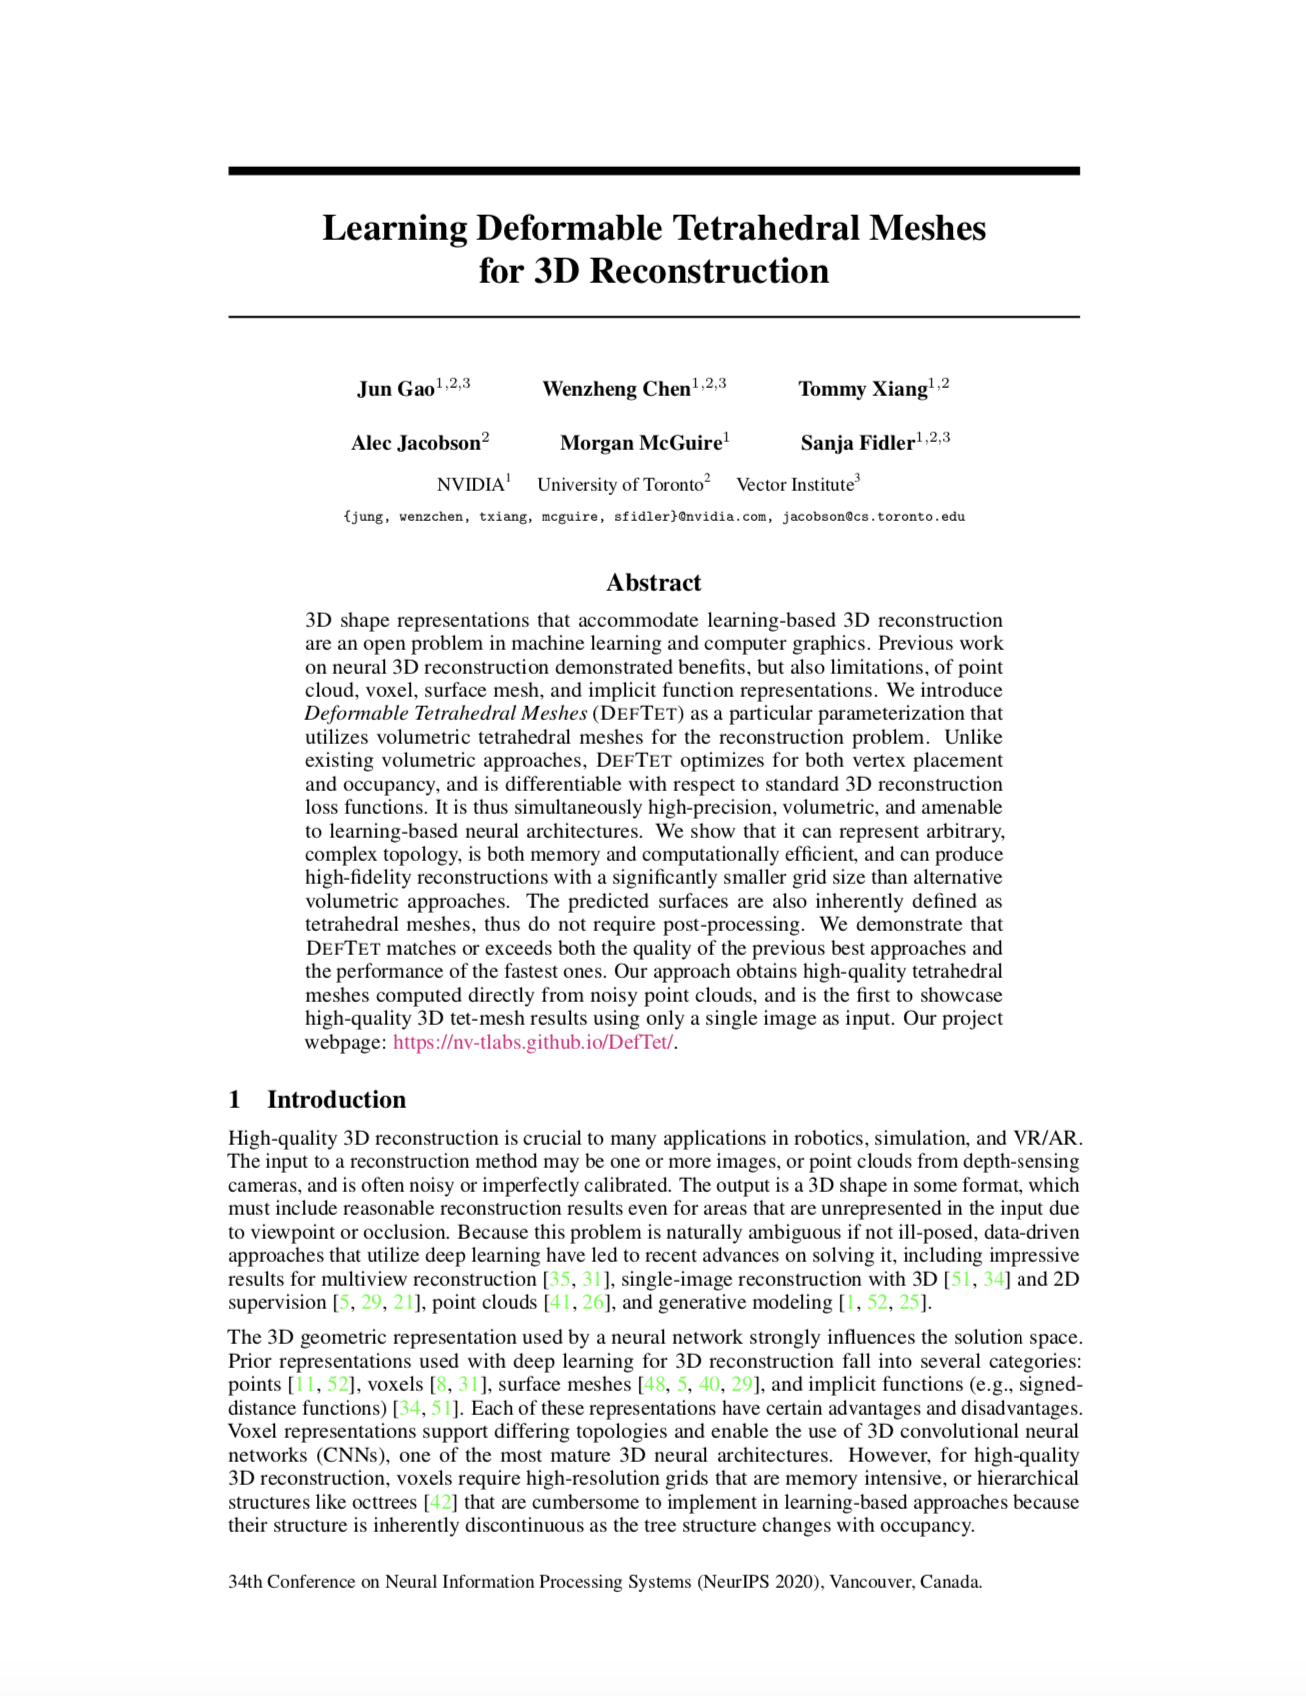 Learning Deformable Tetrahedral Meshes
for 3D Reconstruction
Jun Gao1,2,3 Wenzheng Chen1,2,3 Tommy Xiang1,2
Alec Jacobson2 Morgan McGuire1 Sanja Fidler1,2,3
NVIDIA1 University of Toronto2 Vector Institute3
{jung, wenzchen, txiang, mcguire, sfidler}@nvidia.com, jacobson@cs.toronto.edu
Abstract
3D shape representations that accommodate learning-based 3D reconstruction
are an open problem in machine learning and computer graphics. Previous work
on neural 3D reconstruction demonstrated benefits, but also limitations, of point
cloud, voxel, surface mesh, and implicit function representations. We introduce
Deformable Tetrahedral Meshes (DEFTET) as a particular parameterization that
utilizes volumetric tetrahedral meshes for the reconstruction problem. Unlike
existing volumetric approaches, DEFTET optimizes for both vertex placement
and occupancy, and is differentiable with respect to standard 3D reconstruction
loss functions. It is thus simultaneously high-precision, volumetric, and amenable
to learning-based neural architectures. We show that it can represent arbitrary,
complex topology, is both memory and computationally efficient, and can produce
high-fidelity reconstructions with a significantly smaller grid size than alternative
volumetric approaches. The predicted surfaces are also inherently defined as
tetrahedral meshes, thus do not require post-processing. We demonstrate that
DEFTET matches or exceeds both the quality of the previous best approaches and
the performance of the fastest ones. Our approach obtains high-quality tetrahedral
meshes computed directly from noisy point clouds, and is the first to showcase
high-quality 3D tet-mesh results using only a single image as input. Our project
webpage: https://nv-tlabs.github.io/DefTet/.
1 Introduction
High-quality 3D reconstruction is crucial to many applications in robotics, simulation, and VR/AR.
The input to a reconstruction method may be one or more images, or point clouds from depth-sensing
cameras, and is often noisy or imperfectly calibrated. The output is a 3D shape in some format, which
must include reasonable reconstruction results even for areas that are unrepresented in the input due
to viewpoint or occlusion. Because this problem is naturally ambiguous if not ill-posed, data-driven
approaches that utilize deep learning have led to recent advances on solving it, including impressive
results for multiview reconstruction [35, 31], single-image reconstruction with 3D [51, 34] and 2D
supervision [5, 29, 21], point clouds [41, 26], and generative modeling [1, 52, 25].
The 3D geometric representation used by a neural network strongly influences the solution space.
Prior representations used with deep learning for 3D reconstruction fall into several categories:
points [11, 52], voxels [8, 31], surface meshes [48, 5, 40, 29], and implicit functions (e.g., signed-
distance functions) [34, 51]. Each of these representations have certain advantages and disadvantages.
Voxel representations support differing topologies and enable the use of 3D convolutional neural
networks (CNNs), one of the most mature 3D neural architectures. However, for high-quality
3D reconstruction, voxels require high-resolution grids that are memory intensive, or hierarchical
structures like octtrees [42] that are cumbersome to implement in learning-based approaches because
their structure is inherently discontinuous as the tree structure changes with occupancy.
34th Conference on Neural Information Processing Systems (NeurIPS 2020), Vancouver, Canada.